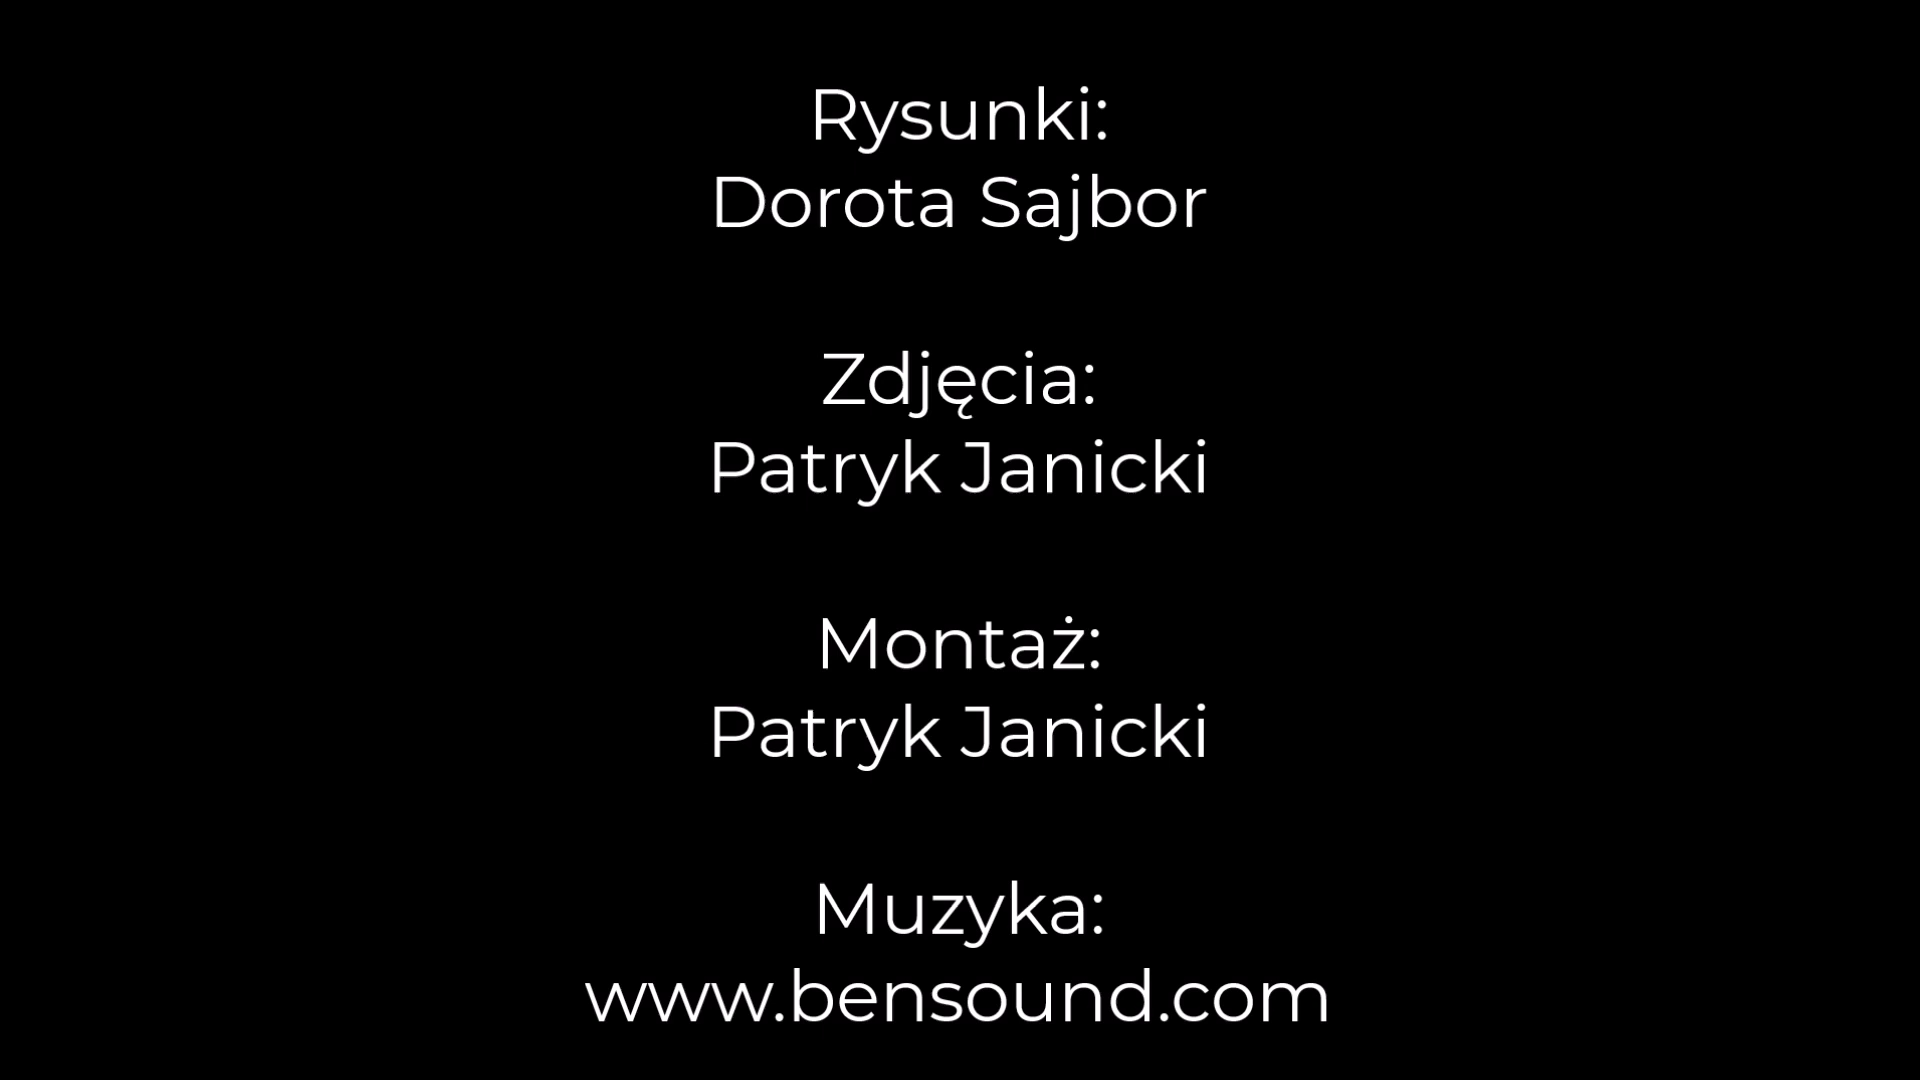 Rysunki:
Dorota Sajbor
Zdjęcia:
Patryk Janicki
Montaż:
Patryk Janicki
Muzyka:
www.bensound.com